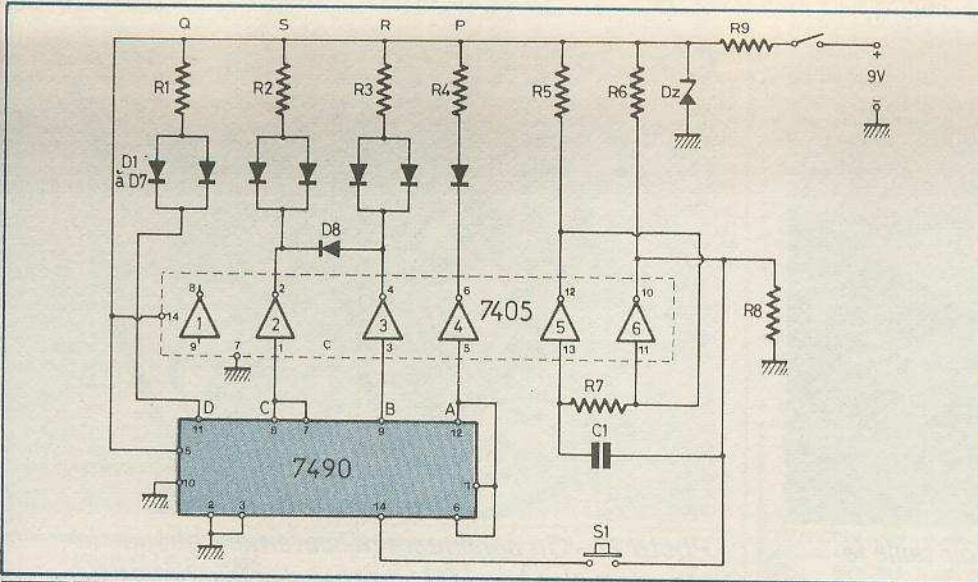 Q S R P
R9
+
9V
-
R1 R2 R3 R4 R5 R6 Dz
D1
à D7
D8
8 2 4 6 12 10
14 1 2 3 4 7405 5 6 R8
9 7 1 C 3 5 13 11
R7
D C B A
11 8 7 9 12
C1
5
7490 1
10
2 3 14 6
S1